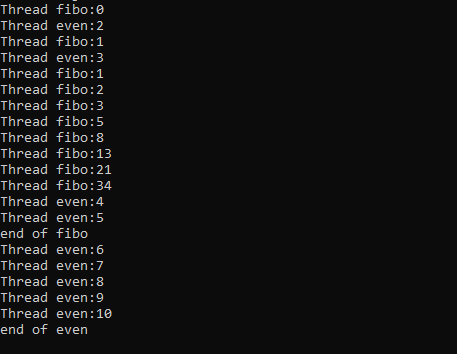 Thread fibo:0
Thread even:2
Thread fibo:1
Thread even:3
Thread fibo:1
Thread fibo:2
Thread fibo:3
Thread fibo:5
Thread fibo:8
Thread fibo:13
Thread fibo:21
Thread fibo:34
Thread even:4
Thread even:5
end of fibo
Thread even:6
Thread even:7
Thread even:8
Thread even:9
Thread even:10
end of even